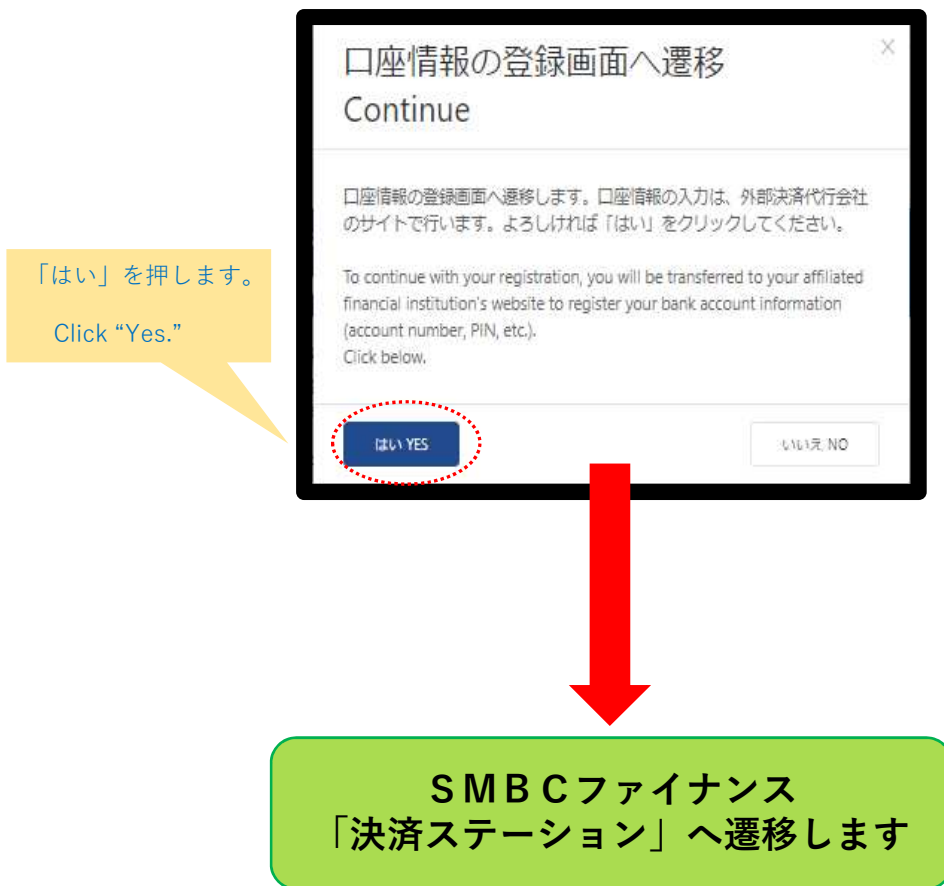 口座情報の登録画面へ遷移
Continue
×
口座情報の登録画面へ遷移します。口座情報の入力は、外部決済代行会社
のサイトで行います。よろしければ「はい」をクリックしてください。
To continue with your registration, you will be transferred to your affiliated
financial institution's website to register your bank account information
(account number, PIN, etc.).
Click below.
「はい」を押します。
Click “Yes.”
はい YES
いいえ NO
ＳＭＢＣファイナンス
「決済ステーション」へ遷移します